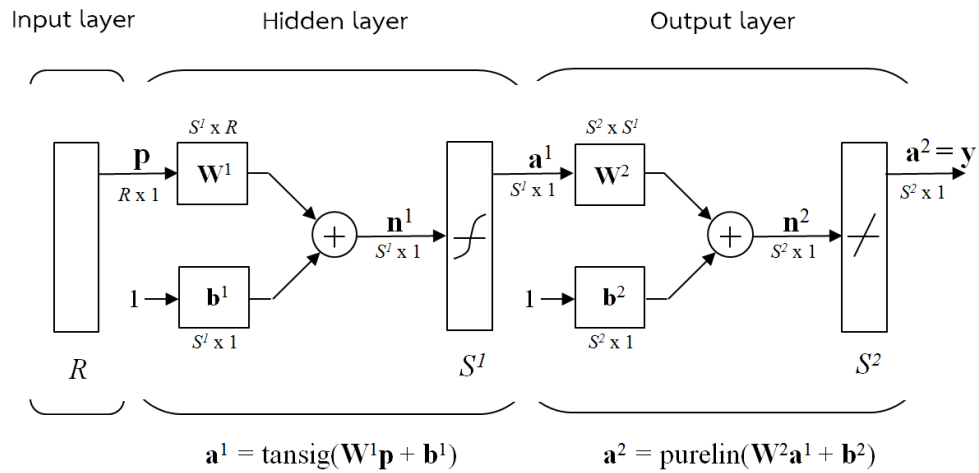 Input layer
Hidden layer
Output layer
p
R x 1
S¹ x R
W¹
1
b¹
S¹ x 1
+
n¹
S¹ x 1
S¹
a¹
S¹ x 1
S² x S¹
W²
1
b²
S² x 1
+
n²
S² x 1
S²
a² = y
S² x 1
R
a¹ = tansig(W¹p + b¹)
a² = purelin(W²a¹ + b²)